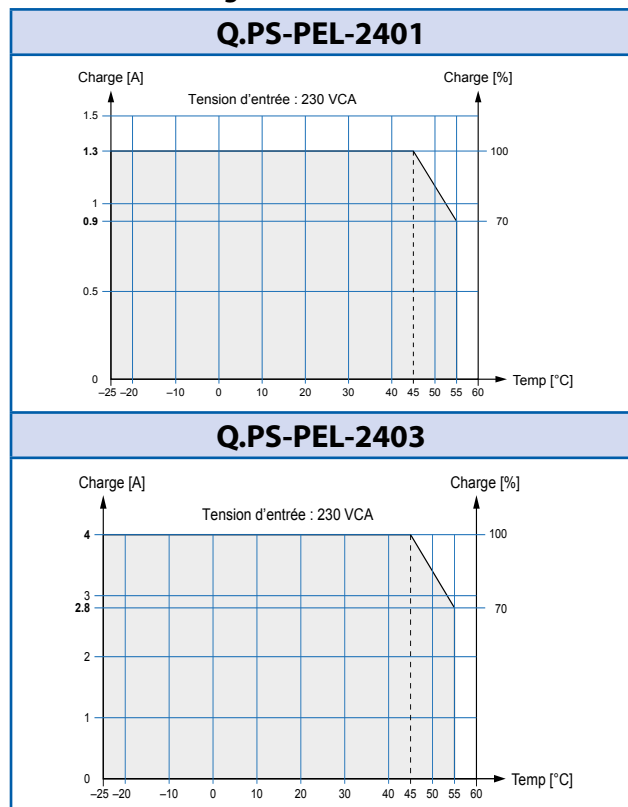 Q.PS-PEL-2401
Charge [A]
Charge [%]
Tension d’entrée : 230 VCA
1.5
1.3
100
1
0.9
70
0.5
0
–25 –20 –10 0 10 20 30 40 45 50 55 60
Temp [°C]
Q.PS-PEL-2403
Charge [A]
Charge [%]
Tension d’entrée : 230 VCA
4
100
3
2.8
70
2
1
0
–25 –20 –10 0 10 20 30 40 45 50 55 60
Temp [°C]